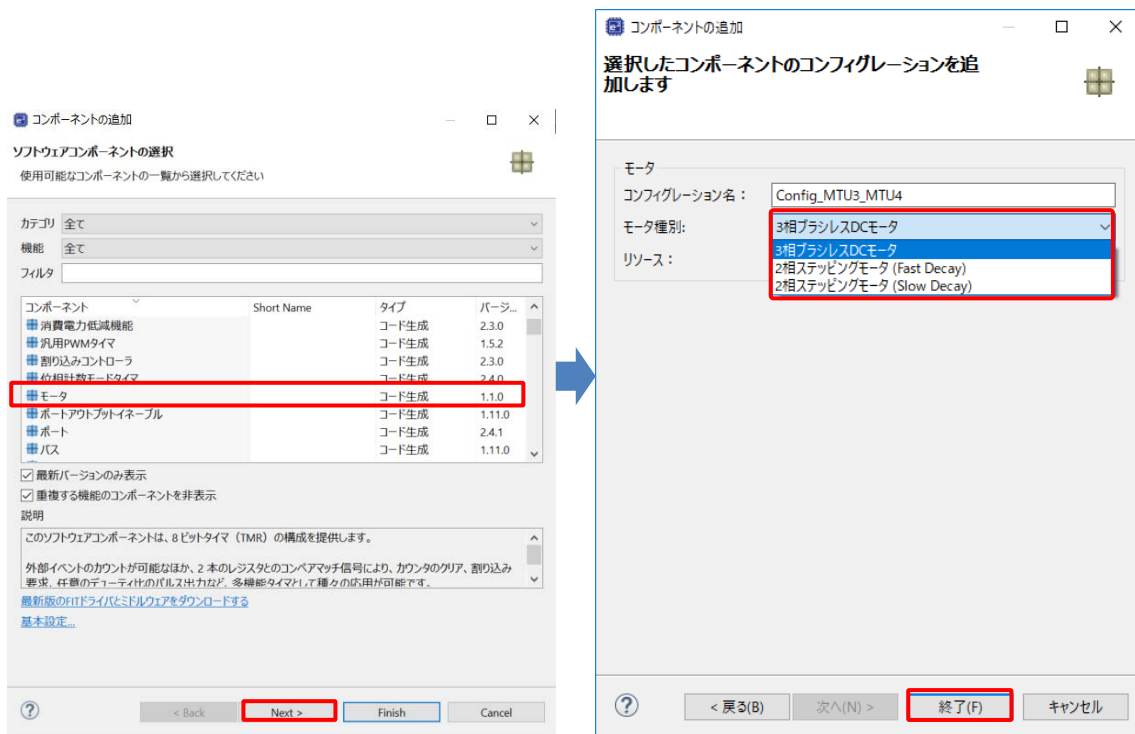 コンポーネントの追加
ソフトウェアコンポーネントの選択
使用可能なコンポーネントの一覧から選択してください
カテゴリ 全て
機能 全て
フィルタ
コンポーネント Short Name タイプ バージ...
消費電力低減機能 コード生成 2.3.0
汎用PWMタイマ コード生成 1.5.2
割り込みコントローラ コード生成 2.3.0
位相計数モードタイマ コード生成 2.4.0
モータ コード生成 1.1.0
ポートアウトプットイネーブル コード生成 1.11.0
ポート コード生成 2.4.1
バス コード生成 1.11.0
最新バージョンのみ表示
重複する機能のコンポーネントを非表示
説明
このソフトウェアコンポーネントは、8ビットタイマ（TMR）の構成を提供します。
外部イベントのカウントが可能なほか、2本のレジスタとのコンペアマッチ信号により、カウンタのクリア、割り込み
要求、任意のデューティ比のパルス出力など、多機能タイマとして種々の応用が可能です。
最新版のFITドライバとミドルウェアをダウンロードする
基本設定...
< Back Next > Finish Cancel
コンポーネントの追加
選択したコンポーネントのコンフィグレーションを追
加します
モータ
コンフィグレーション名： Config_MTU3_MTU4
モータ種別: 3相ブラシレスDCモータ
3相ブラシレスDCモータ
リソース：
2相ステッピングモータ (Fast Decay)
2相ステッピングモータ (Slow Decay)
< 戻る(B) 次へ(N) > 終了(F) キャンセル